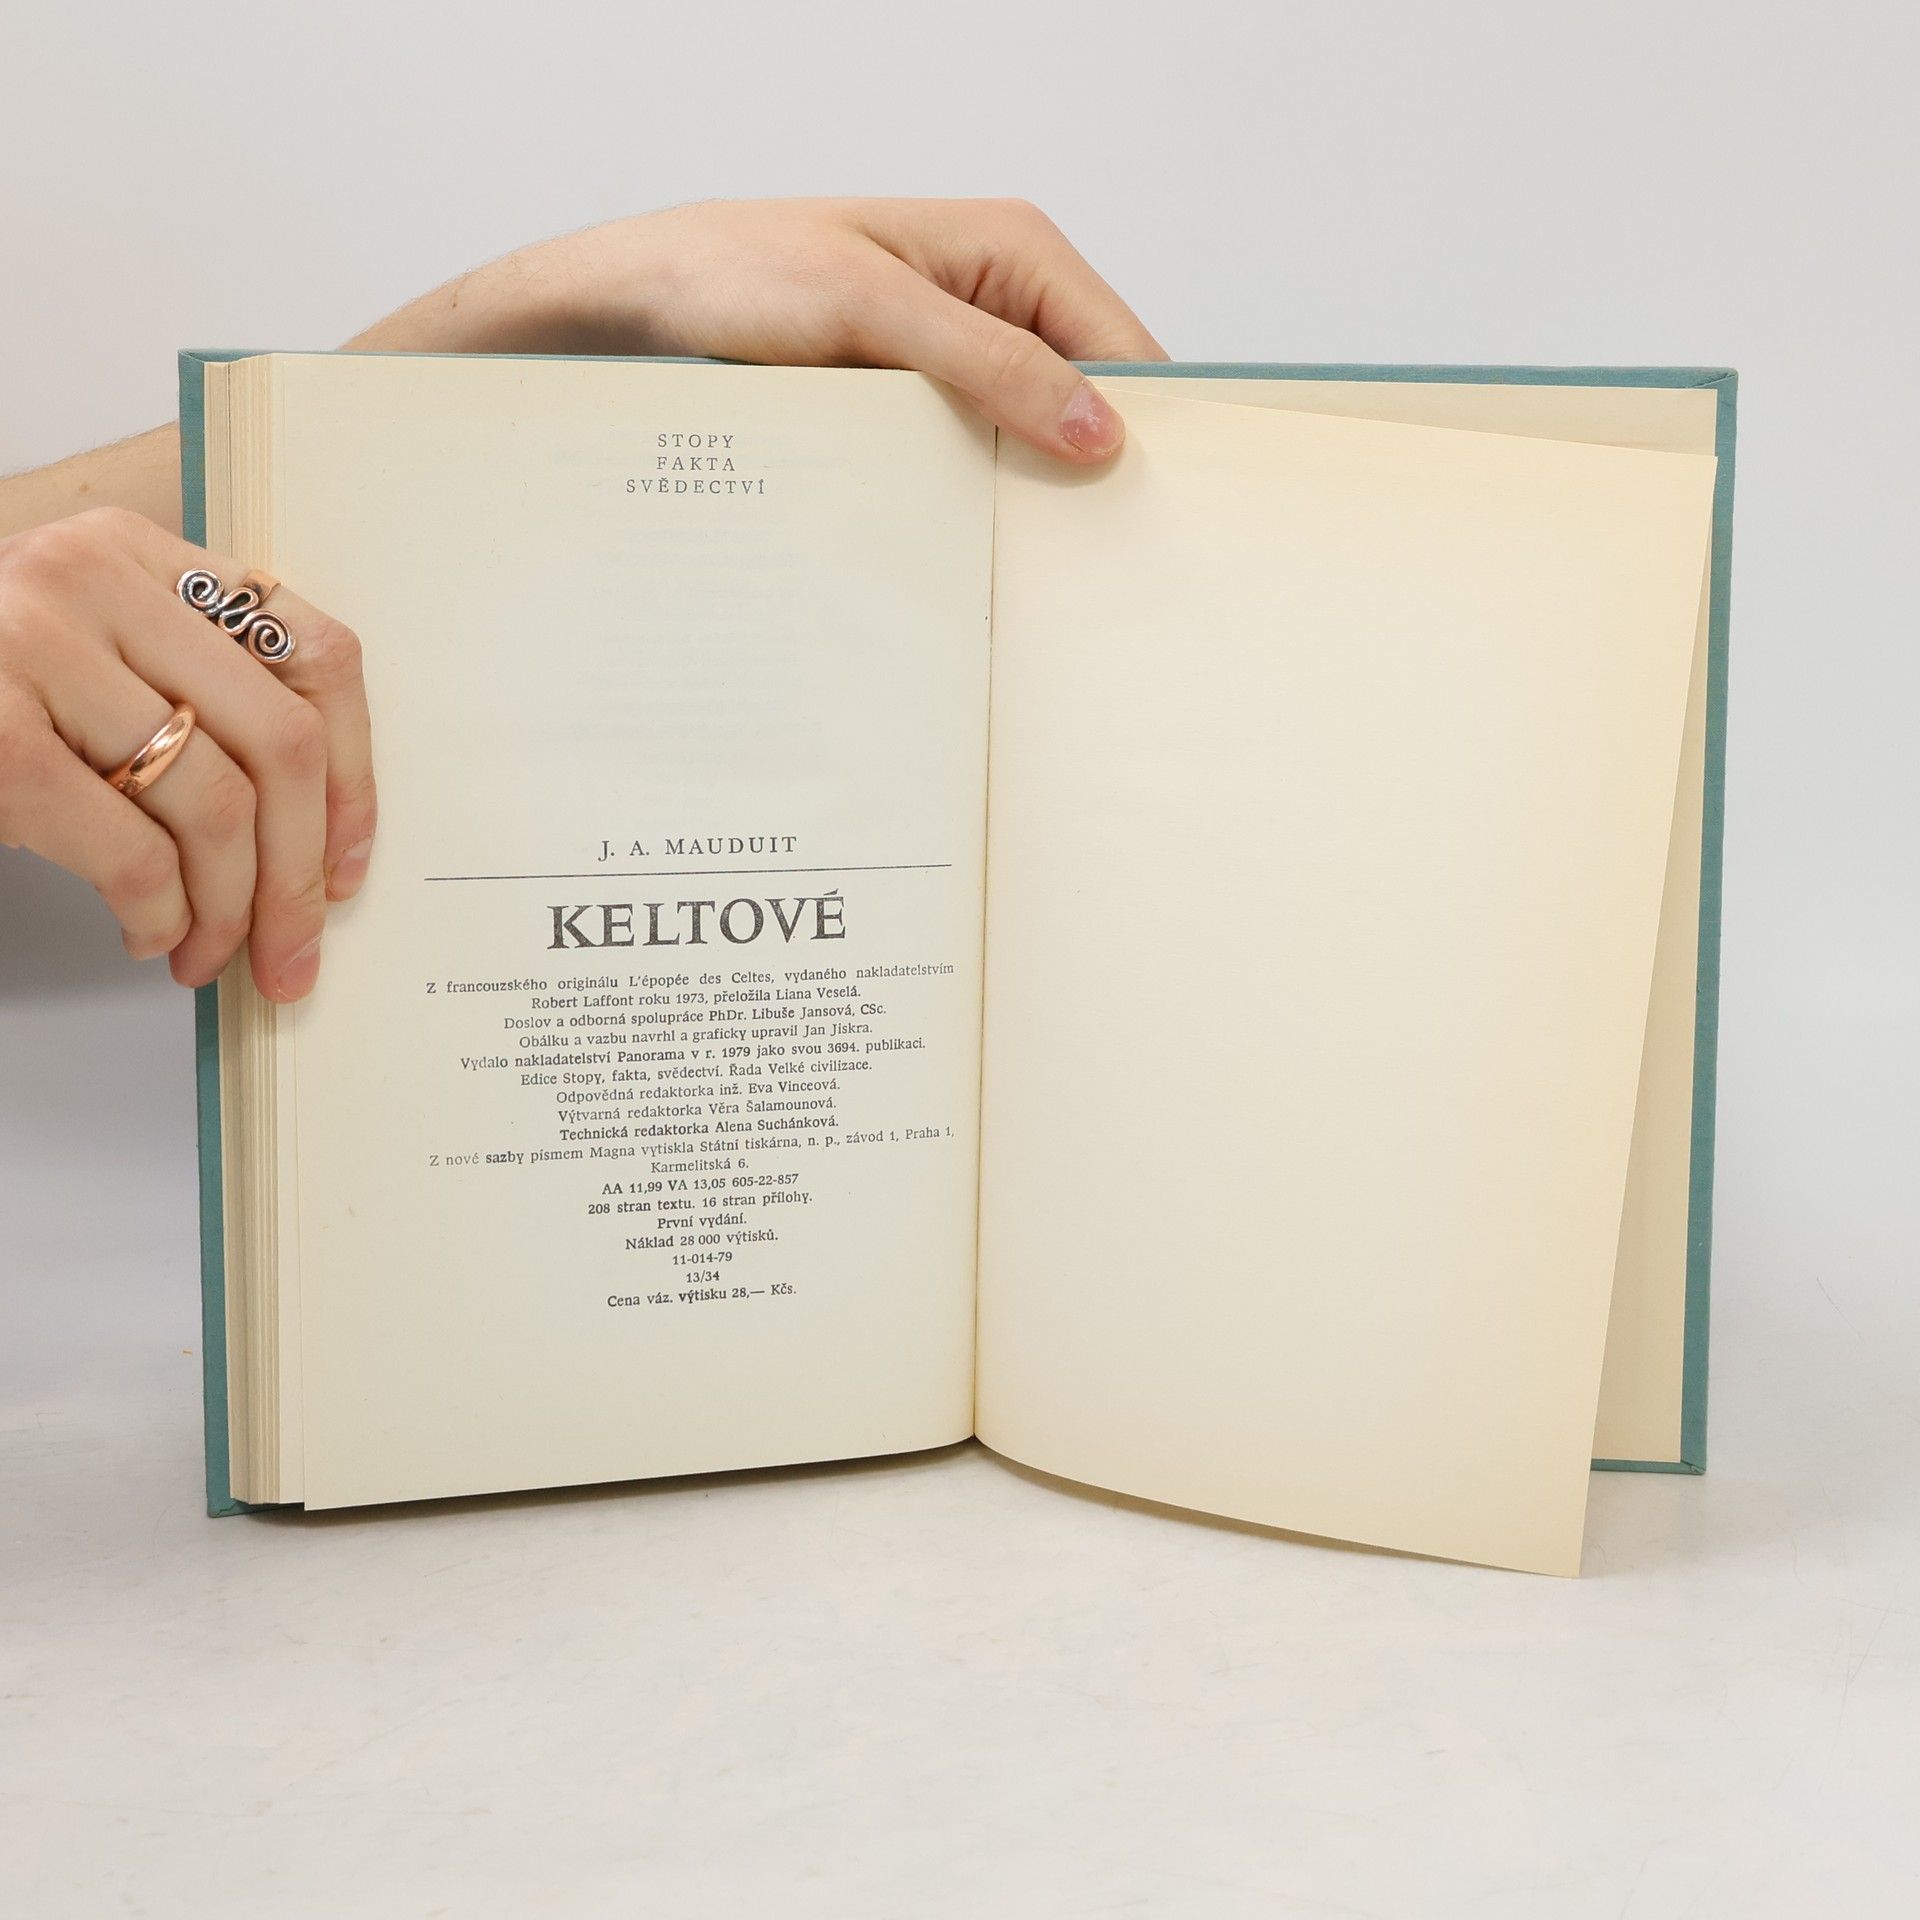 STOPY
FAKTA
SVĚDECTVÍ
J. A. MAUDUIT
KELTOVÉ
Z francouzského originálu L'épopée des Celtes, vydaného nakladatelstvím
Robert Laffont roku 1973, přeložila Liana Veselá.
Doslov a odborná spolupráce PhDr. Libuše Jansová, CSc.
Obálku a vazbu navrhl a graficky upravil Jan Jiskra.
Vydalo nakladatelství Panorama v r. 1979 jako svou 3694. publikaci.
Edice Stopy, fakta, svědectví. Řada Velké civilizace.
Odpovědná redaktorka inž. Eva Vinceová.
Výtvarná redaktorka Věra Šalamounová.
Technická redaktorka Alena Suchánková.
Z nové sazby písmem Magna vytiskla Státní tiskárna, n. p., závod 1, Praha 1,
Karmelitská 6.
AA 11,99 VA 13,05 605-22-857
208 stran textu. 16 stran přílohy.
První vydání.
Náklad 28 000 výtisků.
11-014-79
13/34
Cena váz. výtisku 28,— Kčs.